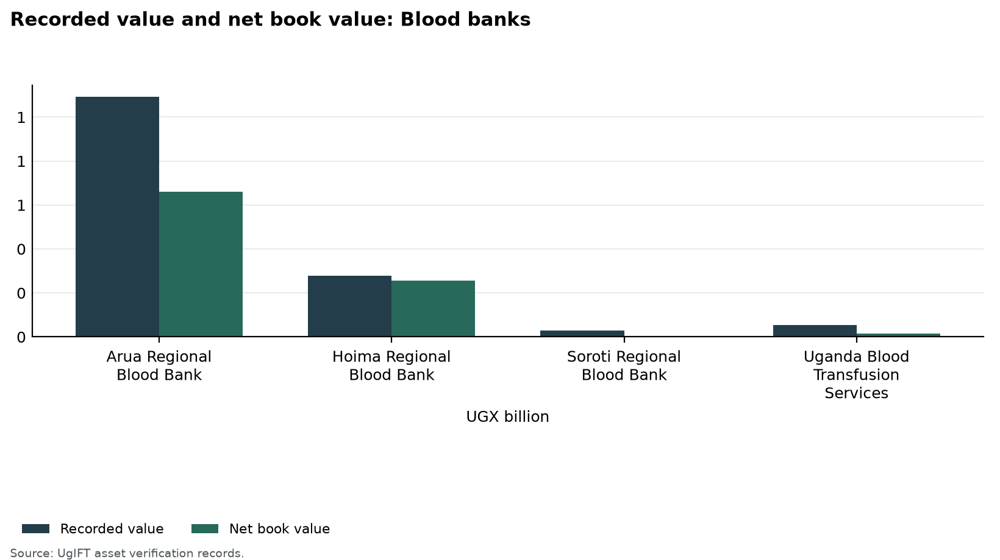 Recorded value and net book value: Blood banks
1
1
1
0
0
0
Arua Regional
Blood Bank
Hoima Regional
Blood Bank
Soroti Regional
Blood Bank
Uganda Blood
Transfusion
Services
UGX billion
Recorded value
Net book value
Source: UgIFT asset verification records.